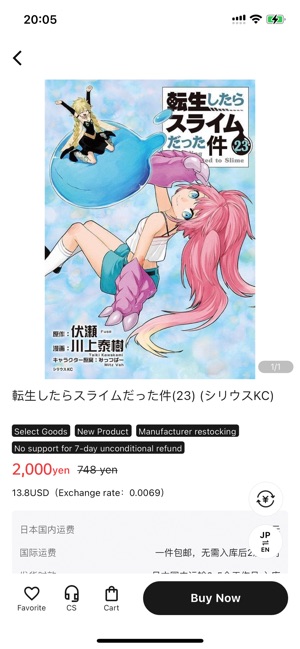 20:05
転生したら
スライム
だった件 23
ned to Slime
原作：伏瀬
Fuse
漫画：川上泰樹
Taiki Kawakami
キャラクター原案：みっつばー
Mitz Vah
シリウスKC
1/1
転生したらスライムだった件(23) (シリウスKC)
Select Goods New Product Manufacturer restocking
No support for 7-day unconditional refund
2,000yen 748 yen
13.8USD（Exchange rate：0.0069）
日本国内运费
JP
EN
国际运费 一件包邮，无需入库后2
Favorite CS Cart Buy Now